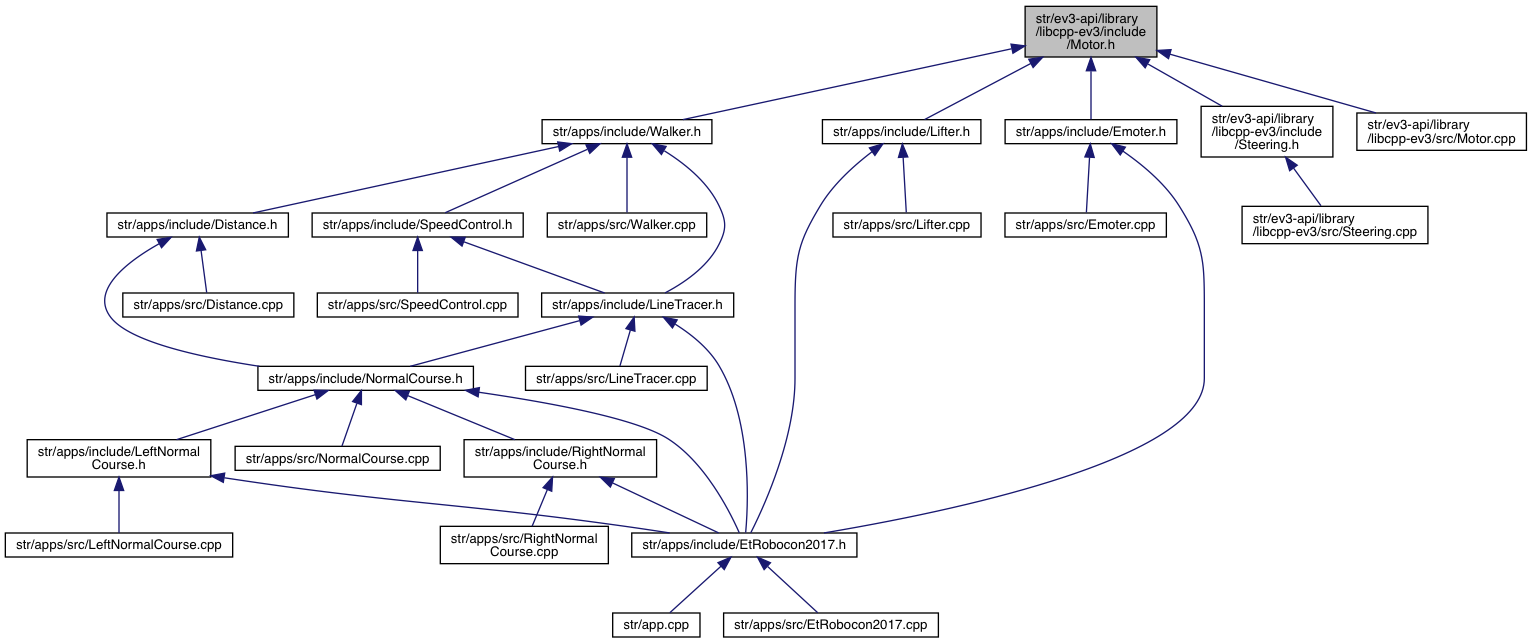 str/ev3-api/library
/libcpp-ev3/include
/Motor.h
str/apps/include/Walker.h
str/apps/include/Lifter.h
str/apps/include/Emoter.h
str/ev3-api/library
/libcpp-ev3/include
/Steering.h
str/ev3-api/library
/libcpp-ev3/src/Motor.cpp
str/apps/include/Distance.h
str/apps/include/SpeedControl.h
str/apps/src/Walker.cpp
str/apps/src/Lifter.cpp
str/apps/src/Emoter.cpp
str/ev3-api/library
/libcpp-ev3/src/Steering.cpp
str/apps/src/Distance.cpp
str/apps/src/SpeedControl.cpp
str/apps/include/LineTracer.h
str/apps/include/NormalCourse.h
str/apps/src/LineTracer.cpp
str/apps/include/LeftNormal
Course.h
str/apps/src/NormalCourse.cpp
str/apps/include/RightNormal
Course.h
str/apps/src/LeftNormalCourse.cpp
str/apps/src/RightNormal
Course.cpp
str/apps/include/EtRobocon2017.h
str/app.cpp
str/apps/src/EtRobocon2017.cpp